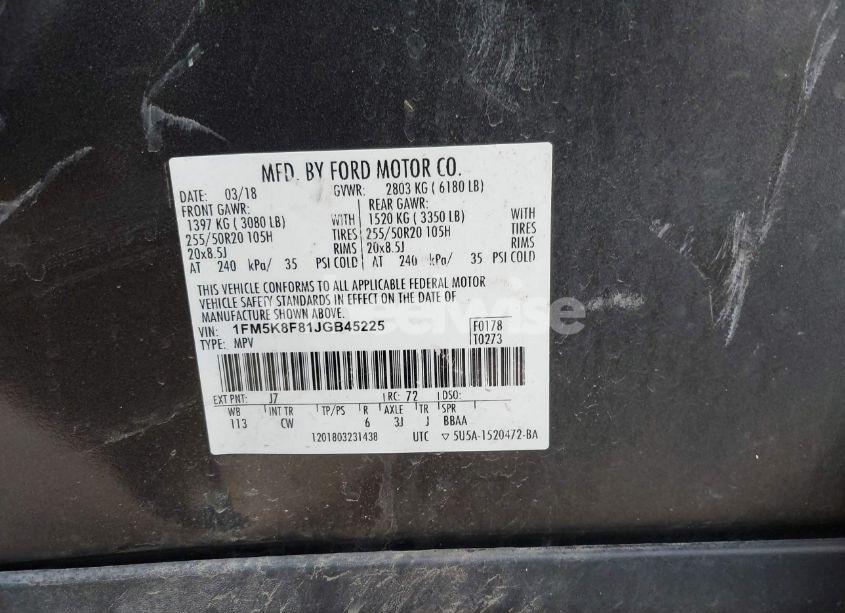 MFD. BY FORD MOTOR CO.
DATE: 03/18 GVWR: 2803 KG ( 6180 LB)
FRONT GAWR: REAR GAWR:
1397 KG ( 3080 LB) WITH 1520 KG ( 3350 LB) WITH
255/50R20 105H TIRES 255/50R20 105H TIRES
20x8.5J RIMS 20x8.5J RIMS
AT 240 kPa/ 35 PSI COLD AT 240 kPa/ 35 PSI COLD
THIS VEHICLE CONFORMS TO ALL APPLICABLE FEDERAL MOTOR
VEHICLE SAFETY STANDARDS IN EFFECT ON THE DATE OF
MANUFACTURE SHOWN ABOVE.
VIN: 1FM5K8F81JGB45225 F0178
TYPE: MPV T0273
EXT PNT: J7 RC: 72 DSO:
WB INT TR TP/PS R AXLE TR SPR
113 CW 6 3J J BBAA
1201803231438 UTC ▽ 5U5A-1520472-BA